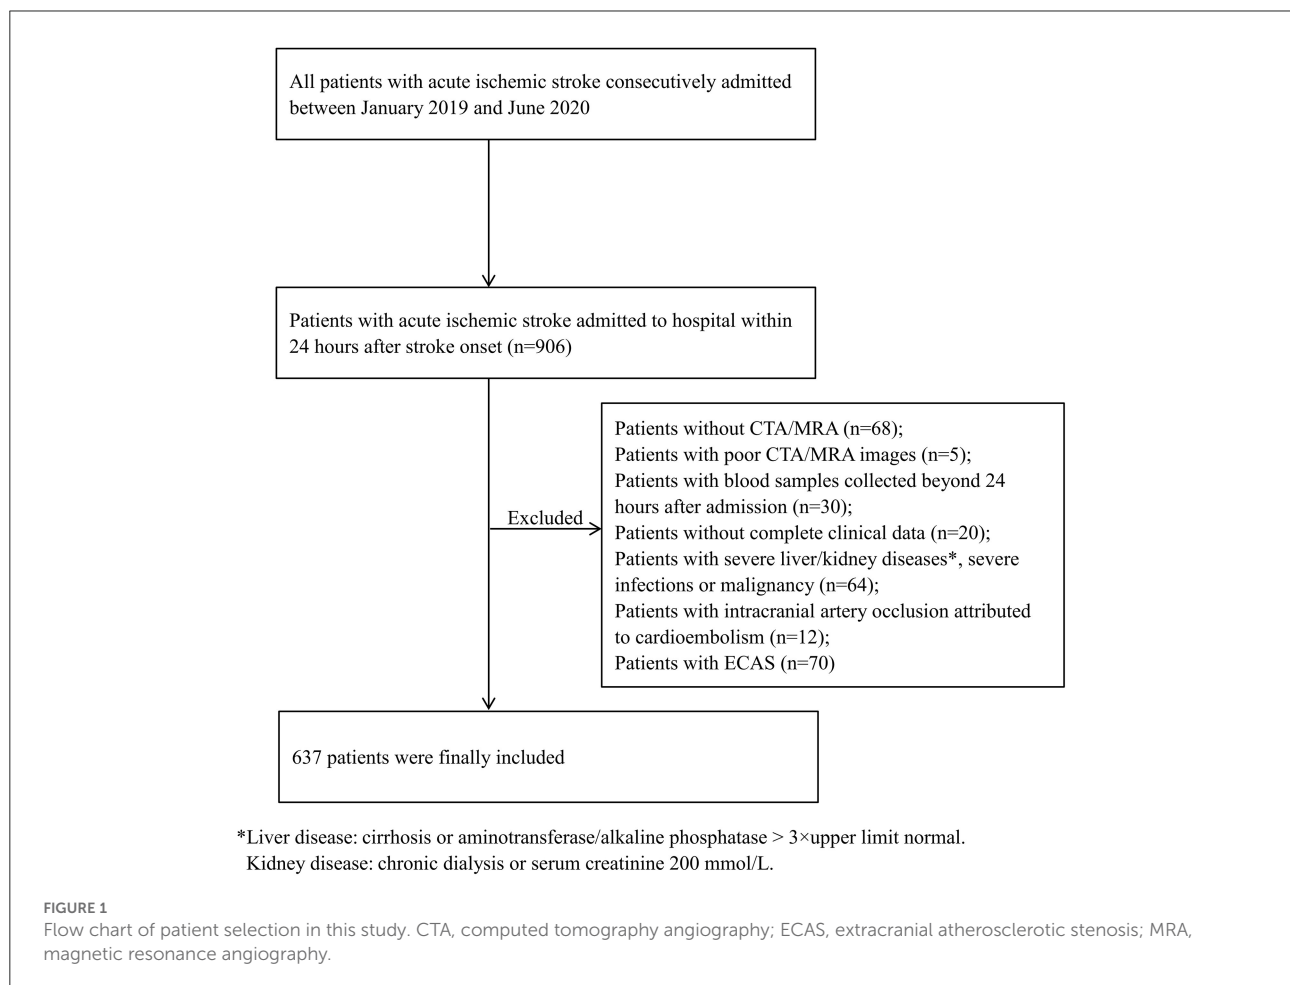 All patients with acute ischemic stroke consecutively admitted
between January 2019 and June 2020
Patients with acute ischemic stroke admitted to hospital within
24 hours after stroke onset (n=906)
Excluded
Patients without CTA/MRA (n=68);
Patients with poor CTA/MRA images (n=5);
Patients with blood samples collected beyond 24
hours after admission (n=30);
Patients without complete clinical data (n=20);
Patients with severe liver/kidney diseases*, severe
infections or malignancy (n=64);
Patients with intracranial artery occlusion attributed
to cardioembolism (n=12);
Patients with ECAS (n=70)
637 patients were finally included
*Liver disease: cirrhosis or aminotransferase/alkaline phosphatase > 3×upper limit normal.
Kidney disease: chronic dialysis or serum creatinine 200 mmol/L.
FIGURE 1
Flow chart of patient selection in this study. CTA, computed tomography angiography; ECAS, extracranial atherosclerotic stenosis; MRA,
magnetic resonance angiography.